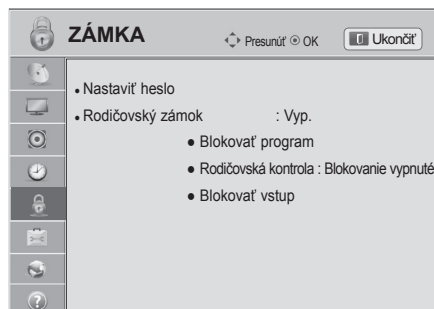 ZÁMKA
Presunúť OK
Ukončiť
Nastaviť heslo
Rodičovský zámok : Vyp.
Blokovať program
Rodičovská kontrola : Blokovanie vypnuté
Blokovať vstup